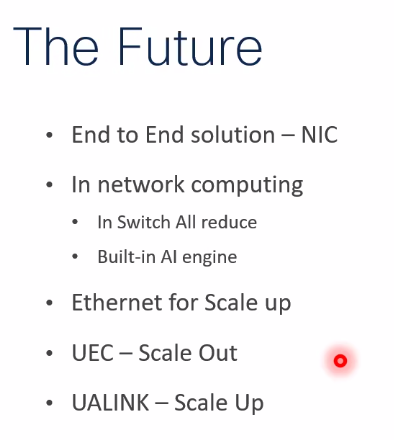 The Future
• End to End solution – NIC
• In network computing
• In Switch All reduce
• Built-in AI engine
• Ethernet for Scale up
• UEC – Scale Out
• UALINK – Scale Up